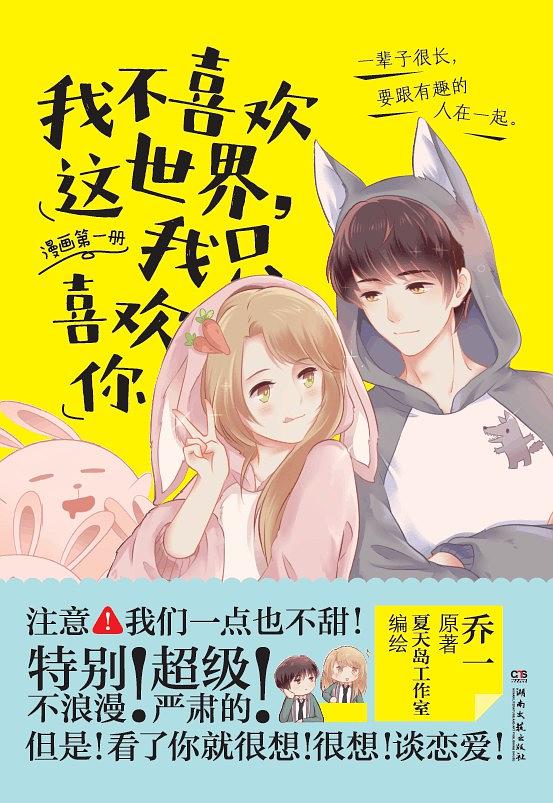 一辈子很长，
要跟有趣的
人在一起。
我不喜欢
这世界，
我只
喜欢
你
漫画第一册
注意！我们一点也不甜！
特别！超级！
不浪漫！严肃的！
但是！看了你就很想！很想！谈恋爱！
乔一
原著
夏天岛工作室
编绘
湖南文艺出版社